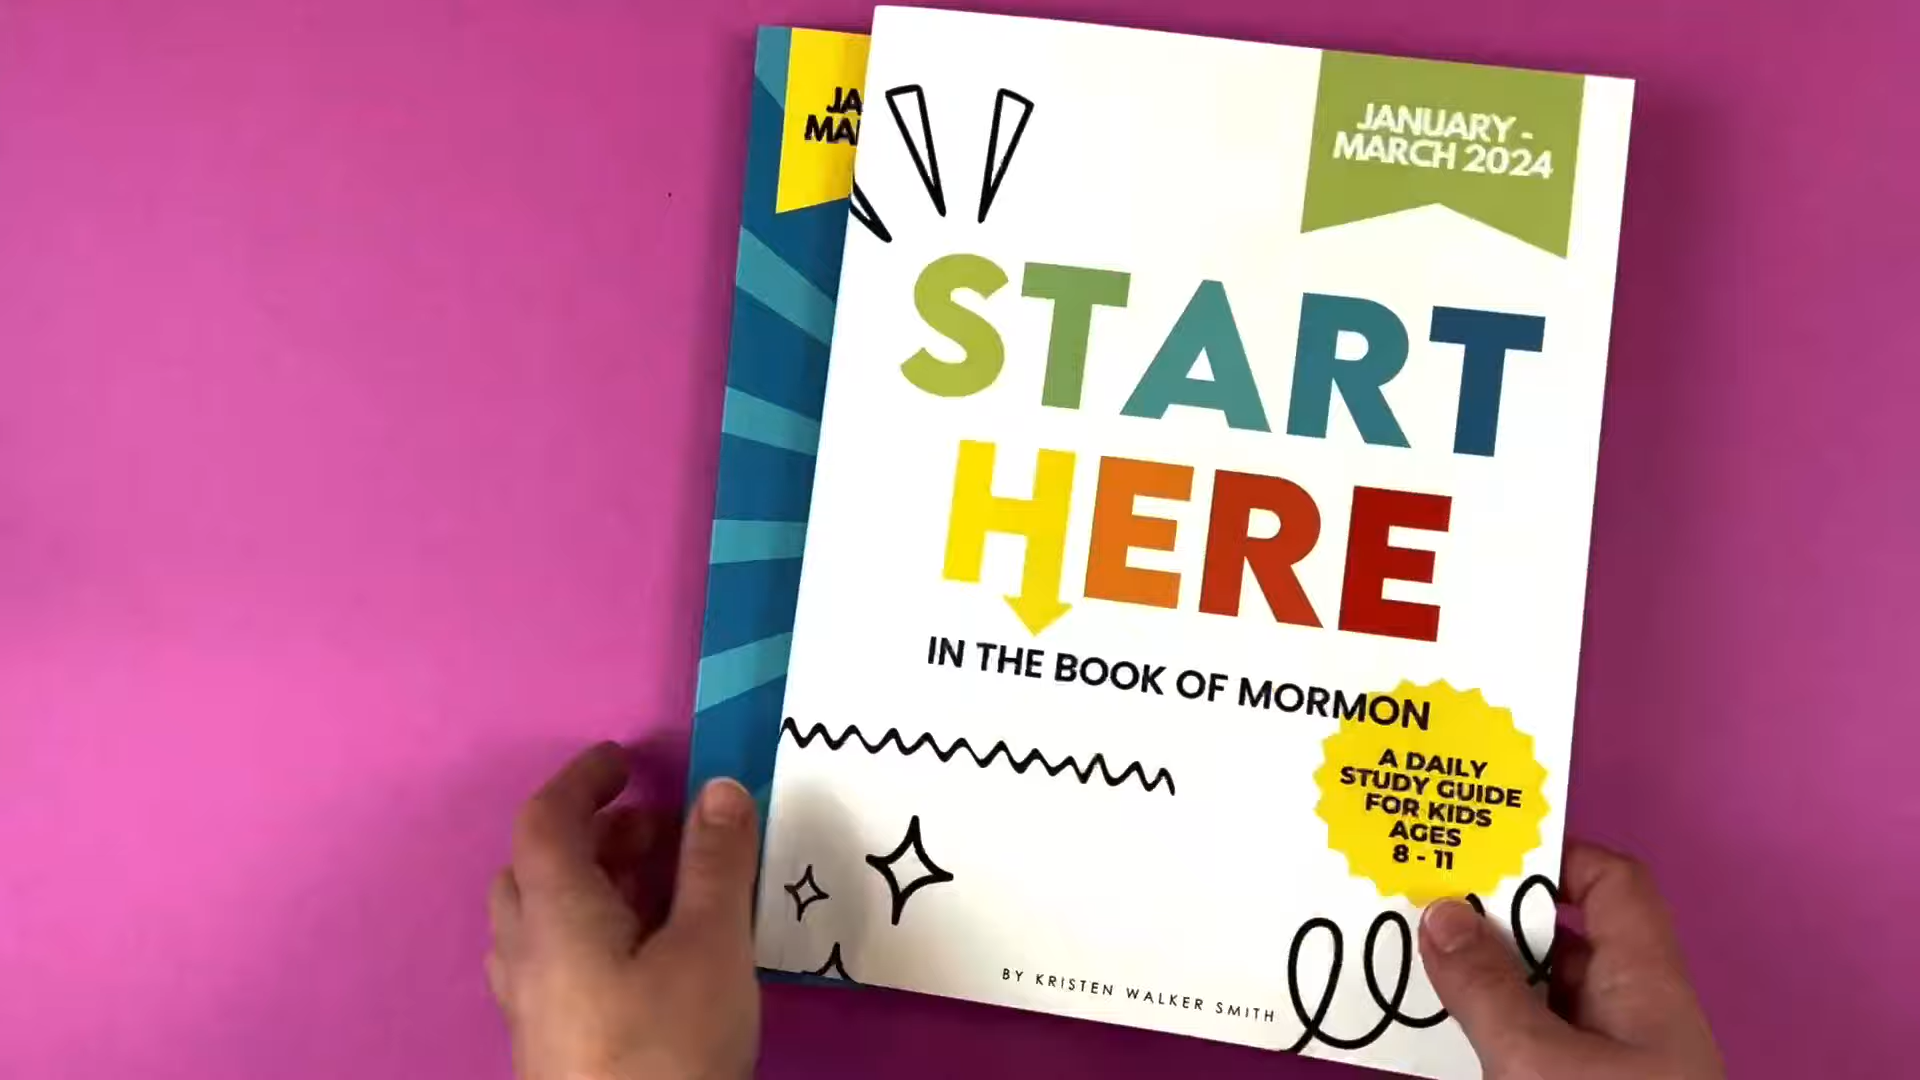 JANUARY -
MARCH 2024
START
HERE
IN THE BOOK OF MORMON
A DAILY
STUDY GUIDE
FOR KIDS
AGES
8 - 11
BY KRISTEN WALKER SMITH